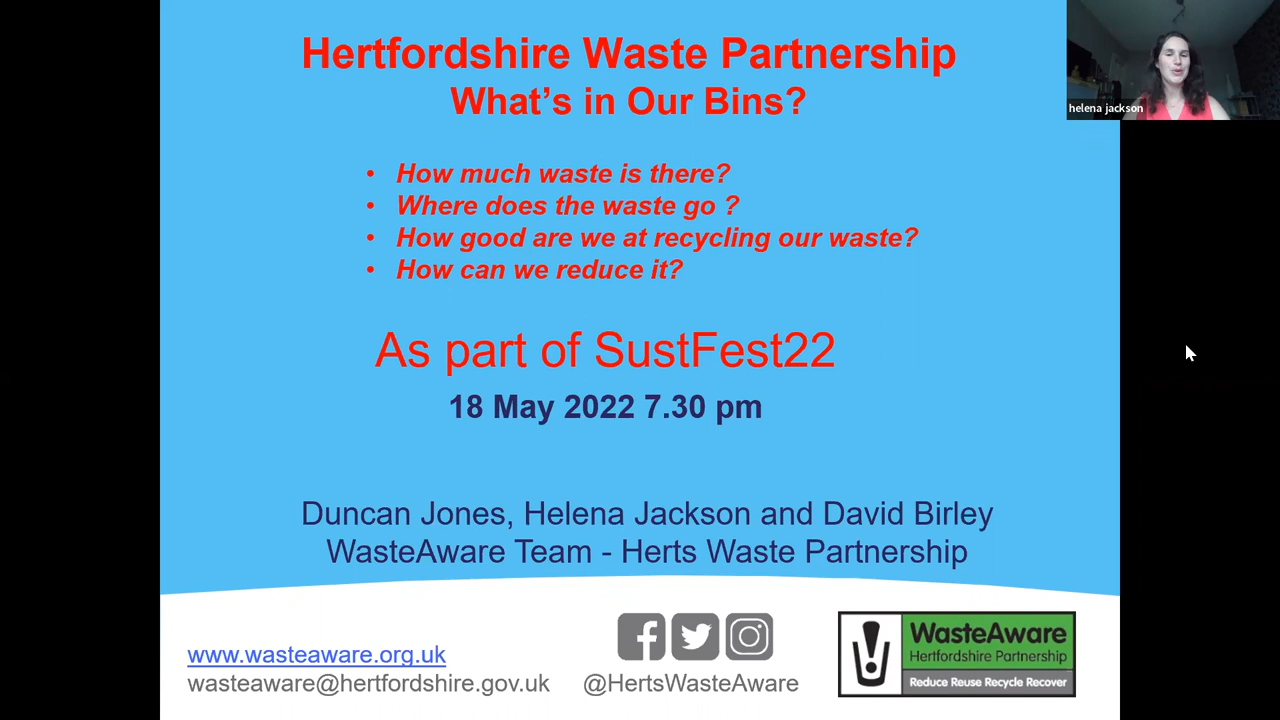 Hertfordshire Waste Partnership
What's in Our Bins?
helena jackson
• How much waste is there?
• Where does the waste go ?
• How good are we at recycling our waste?
• How can we reduce it?
As part of SustFest22
18 May 2022 7.30 pm
Duncan Jones, Helena Jackson and David Birley
WasteAware Team - Herts Waste Partnership
www.wasteaware.org.uk
wasteaware@hertfordshire.gov.uk
@HertsWasteAware
WasteAware
Hertfordshire Partnership
Reduce Reuse Recycle Recover